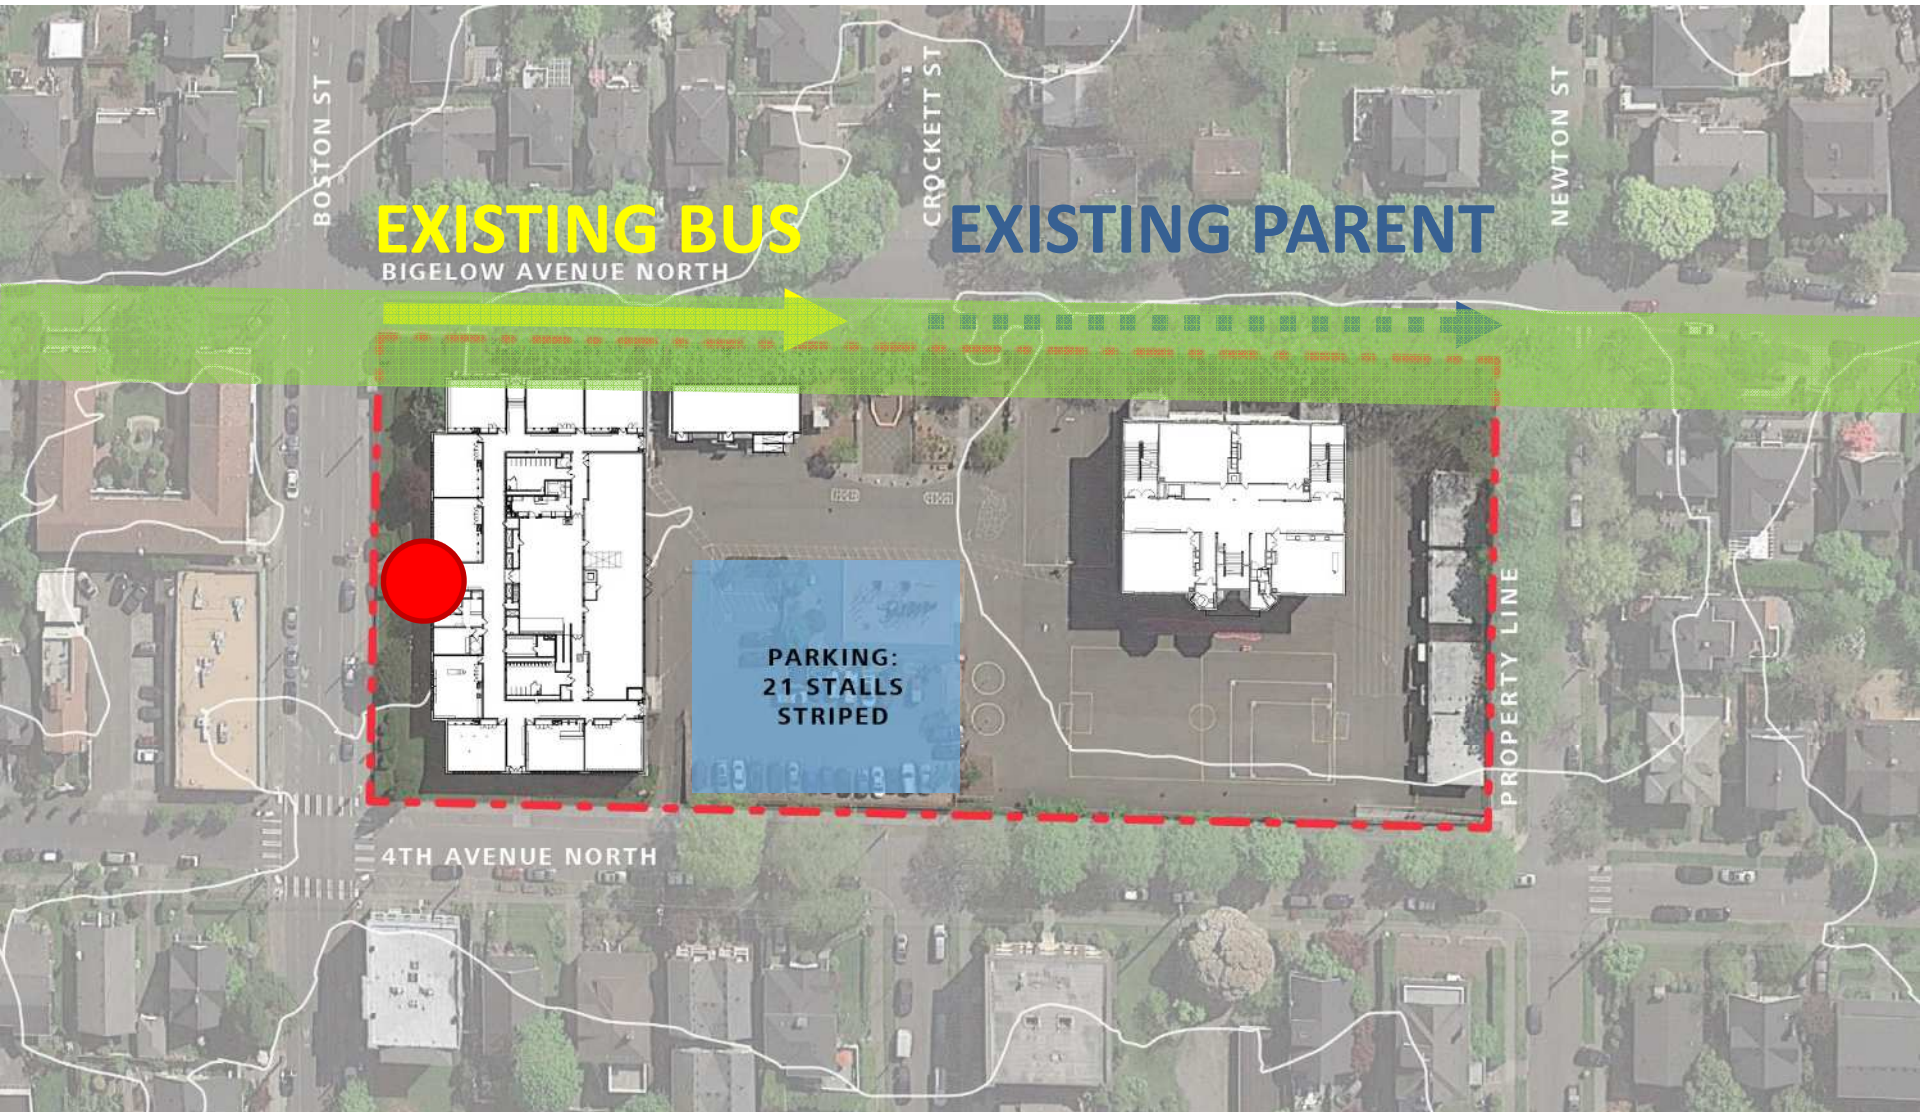 BOSTON ST
CROCKETT ST
NEWTON ST
EXISTING BUS
EXISTING PARENT
BIGELOW AVENUE NORTH
PARKING:
21 STALLS
STRIPED
PROPERTY LINE
4TH AVENUE NORTH